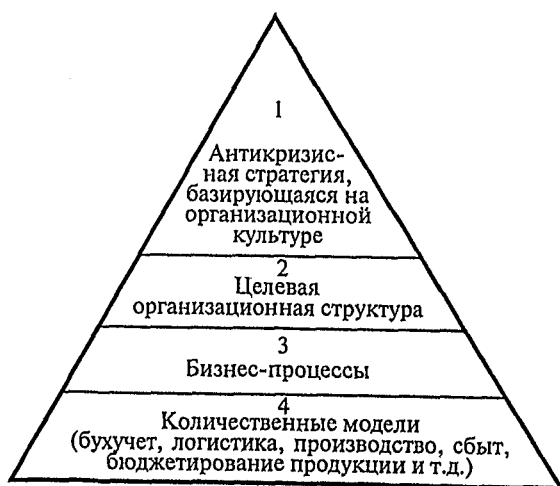 1
Антикризис-
ная стратегия,
базирующаяся на
организационной
культуре
2
Целевая
организационная структура
3
Бизнес-процессы
4
Количественные модели
(бухучет, логистика, производство, сбыт,
бюджетирование продукции и т.д.)